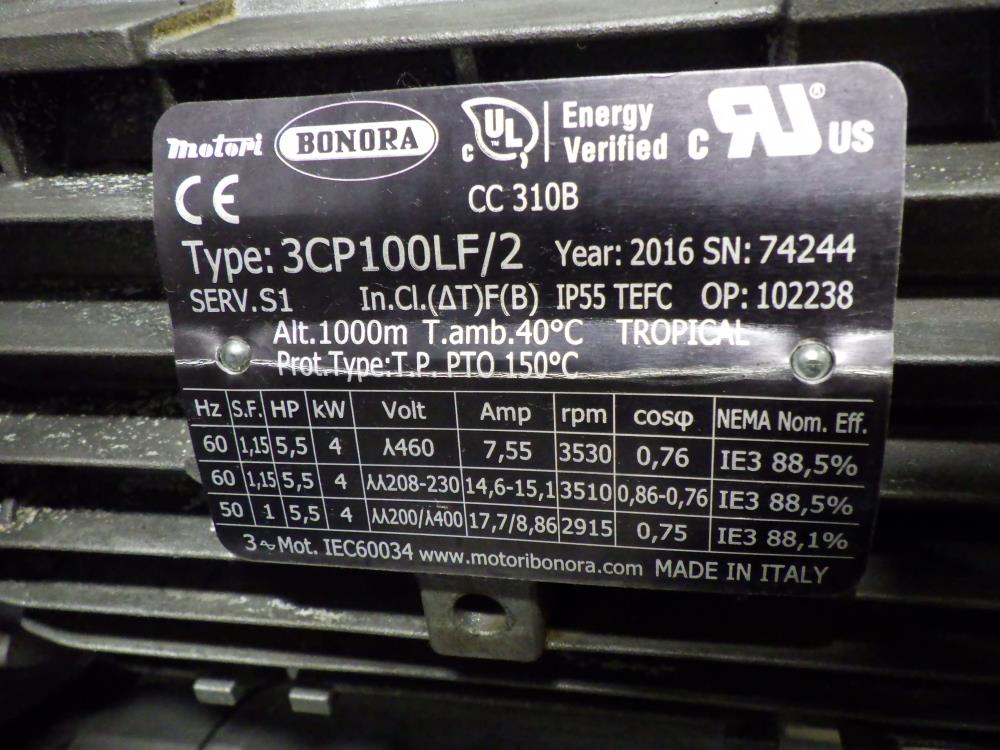 motori BONORA c UL Energy Verified c RU ® US
CE CC 310B
Type: 3CP100LF/2 Year: 2016 SN: 74244
SERV.S1 In.Cl.(ΔT)F(B) IP55 TEFC OP: 102238
Alt.1000m T.amb.40°C TROPICAL
Prot.Type:T.P. PTO 150°C
Hz S.F. HP kW Volt Amp rpm cosφ NEMA Nom. Eff.
60 1,15 5,5 4 ⅄460 7,55 3530 0,76 IE3 88,5%
60 1,15 5,5 4 ⅄⅄208-230 14,6-15,1 3510 0,86-0,76 IE3 88,5%
50 1 5,5 4 ⅄⅄200/⅄400 17,7/8,86 2915 0,75 IE3 88,1%
3~Mot. IEC60034 www.motoribonora.com MADE IN ITALY